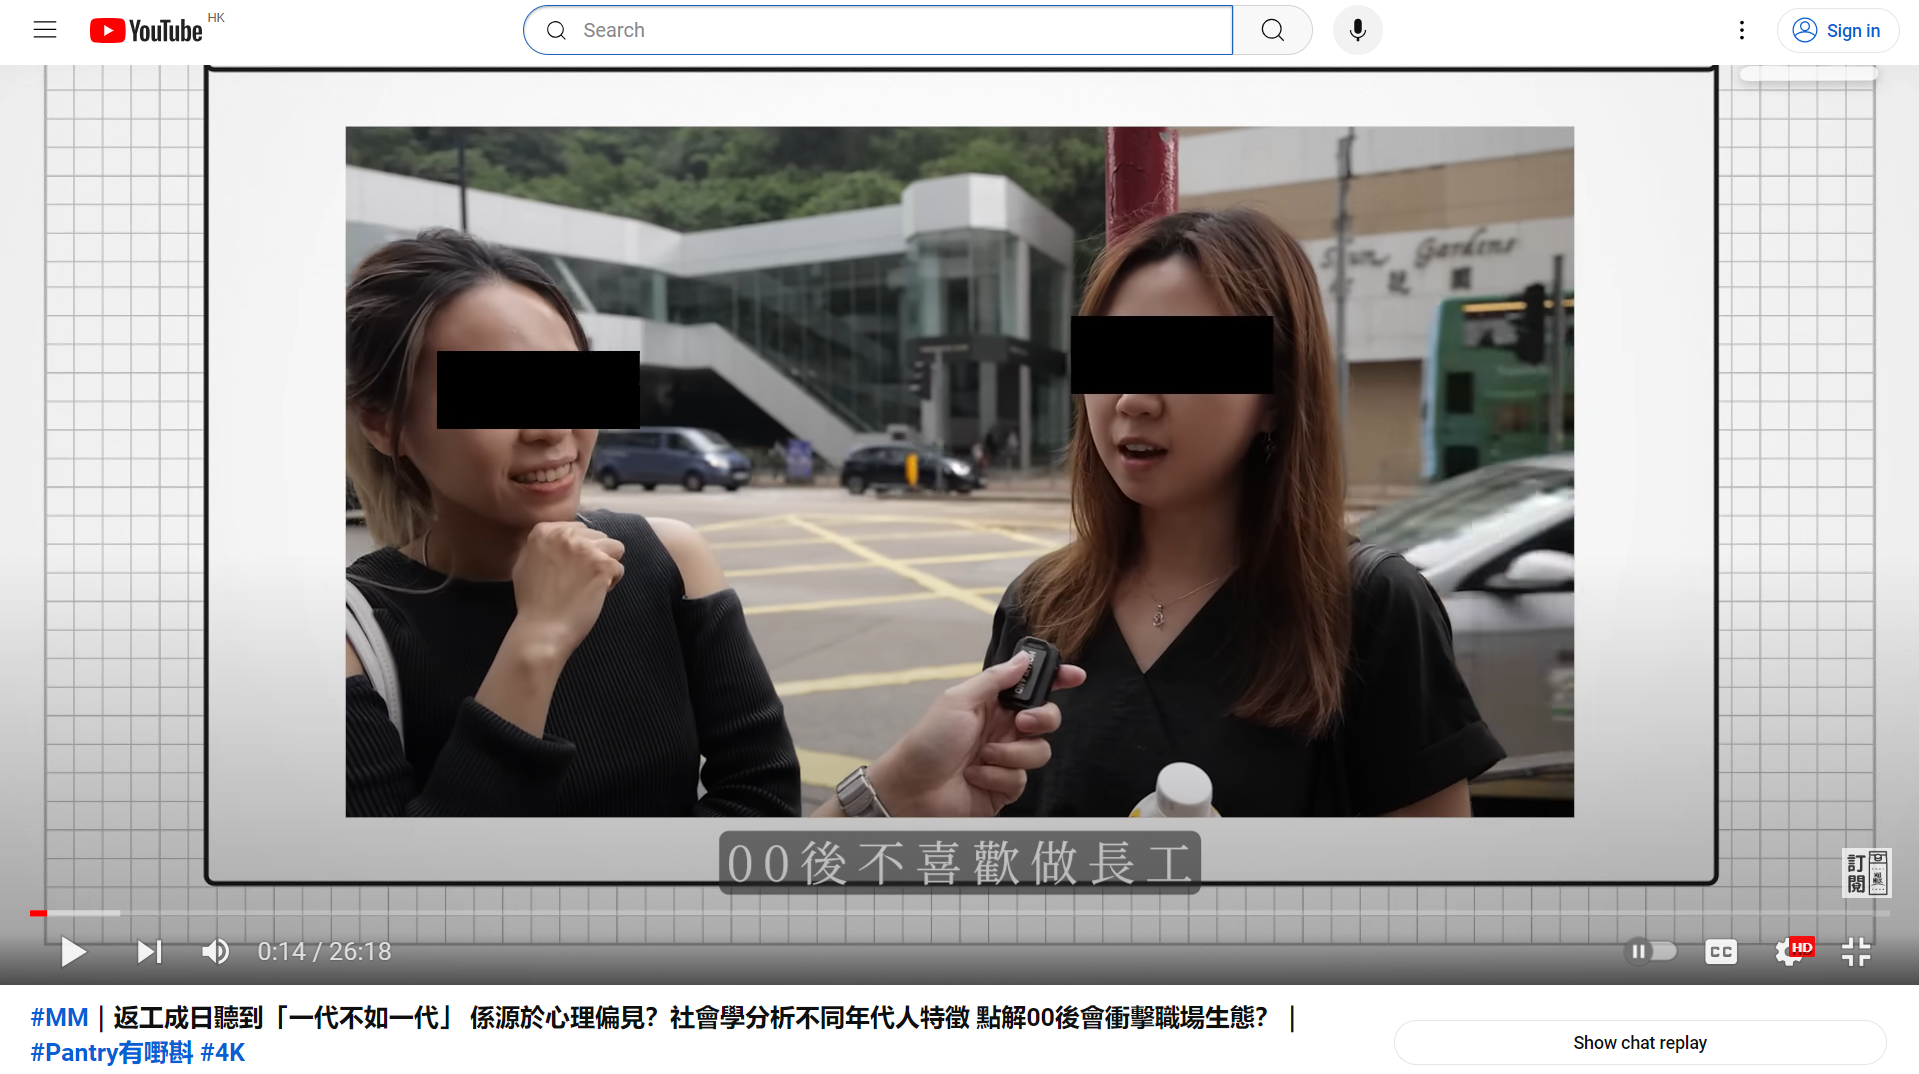 YouTube HK
Search
Sign in
Gardens
00後不喜歡做長工
訂閱
0:14 / 26:18
CC
HD
#MM｜返工成日聽到「一代不如一代」 係源於心理偏見？社會學分析不同年代人特徵 點解00後會衝擊職場生態？｜
#Pantry有嘢斟 #4K
Show chat replay